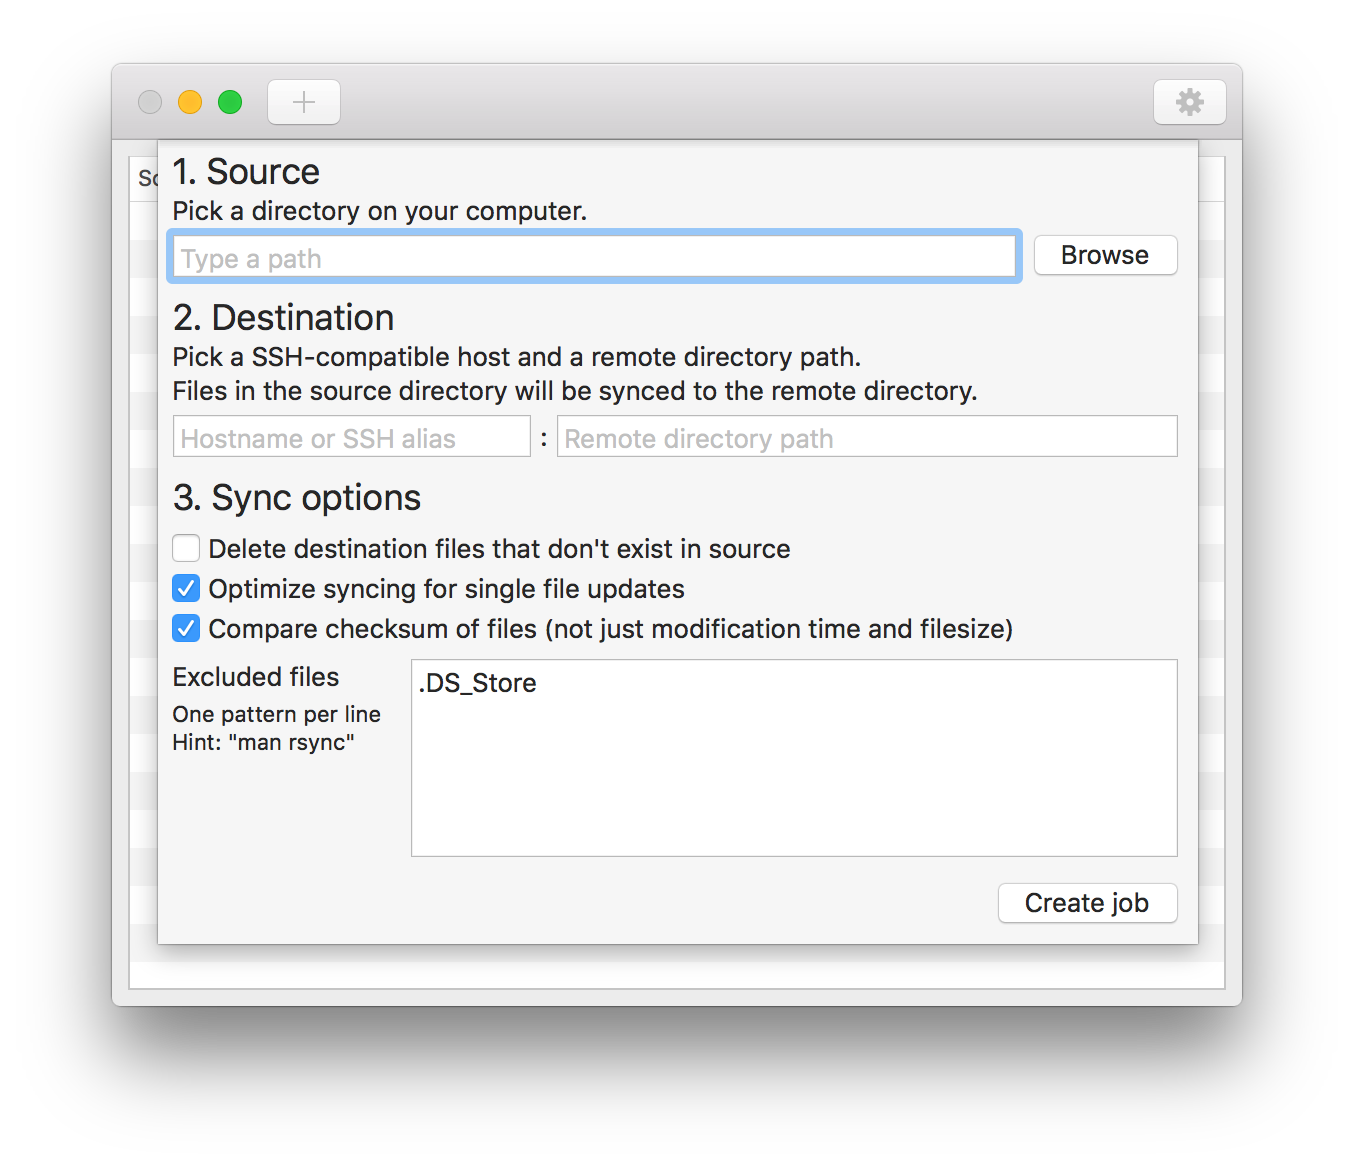 1. Source
Pick a directory on your computer.
Type a path
Browse
2. Destination
Pick a SSH-compatible host and a remote directory path.
Files in the source directory will be synced to the remote directory.
Hostname or SSH alias : Remote directory path
3. Sync options
Delete destination files that don't exist in source
Optimize syncing for single file updates
Compare checksum of files (not just modification time and filesize)
Excluded files
One pattern per line
Hint: "man rsync"
.DS_Store
Create job